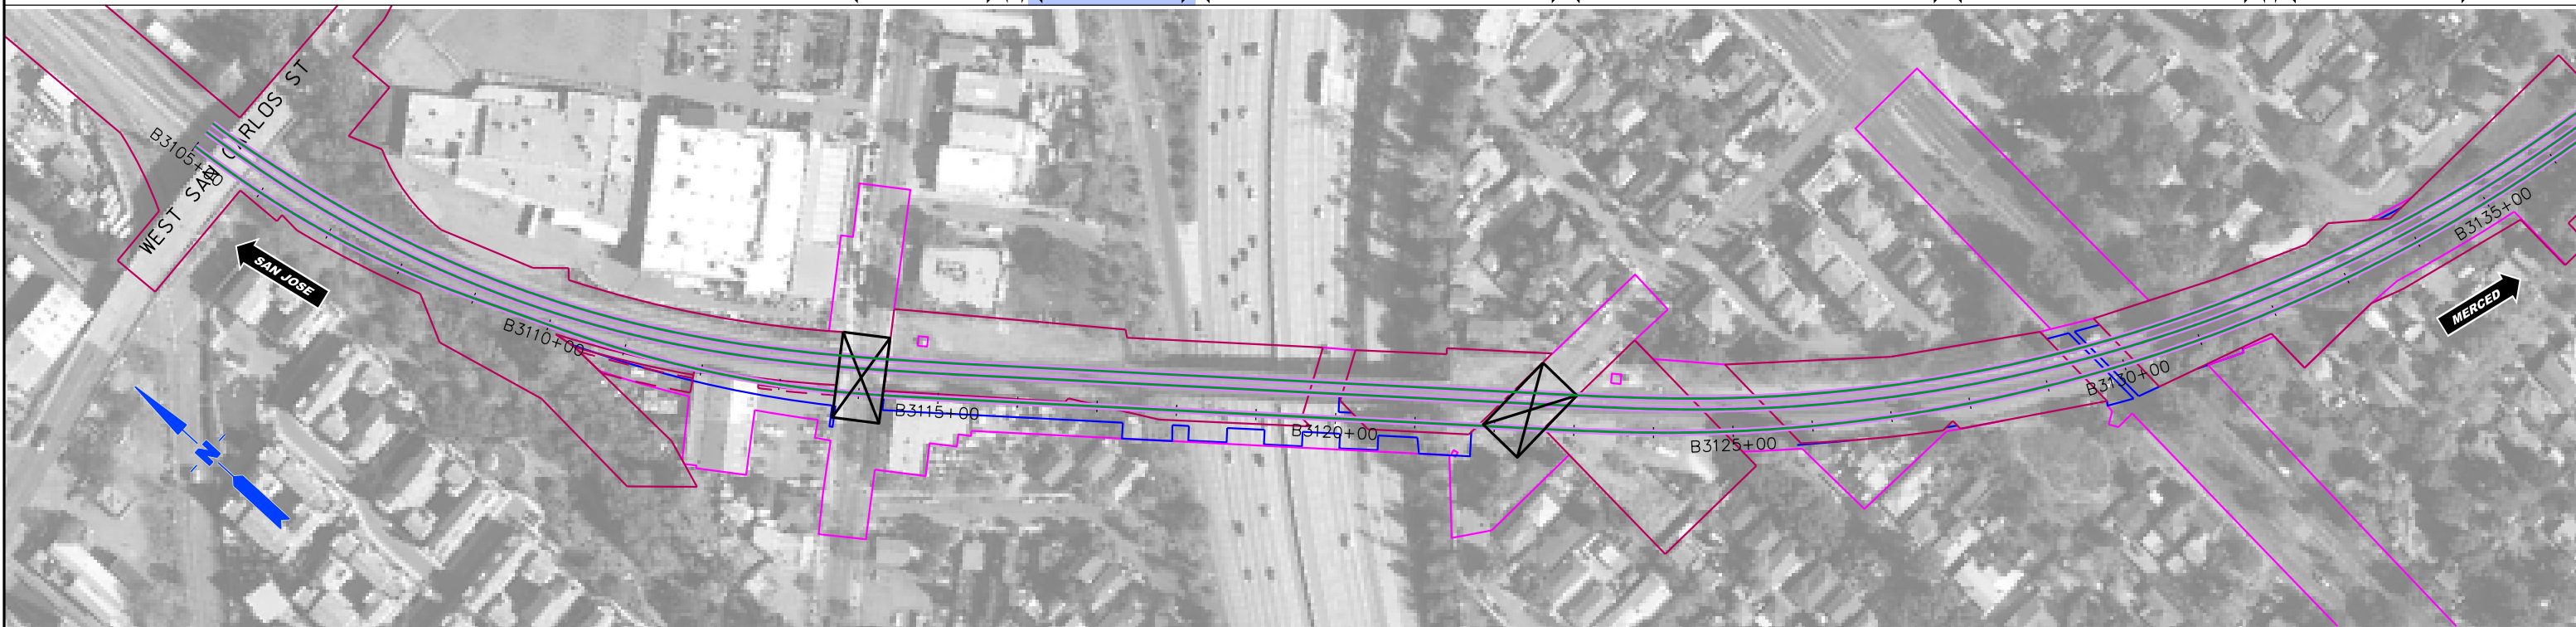 B3105+00
WEST SAN CARLOS ST
SAN JOSE
N
B3110+00
B3115+00
B3120+00
B3125+00
B3130+00
B3135+00
MERCED